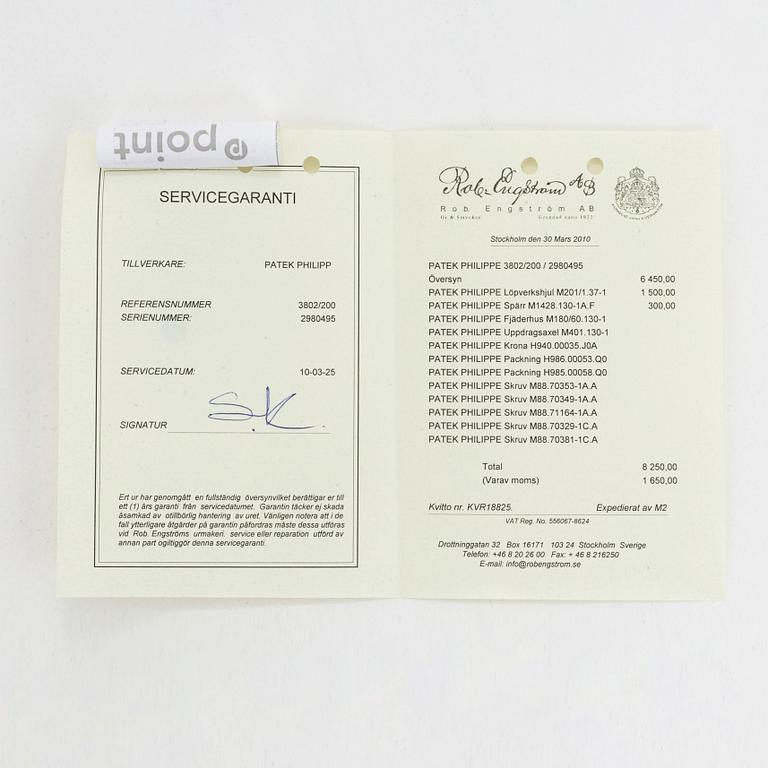 point
SERVICEGARANTI
TILLVERKARE: PATEK PHILIPP
REFERENSNUMMER 3802/200
SERIENUMMER: 2980495
SERVICEDATUM: 10-03-25
S.K.
SIGNATUR
Ert ur har genomgått en fullständig översynvilket berättigar er till
ett (1) års garanti från servicedatumet. Garantin täcker ej skada
åsamkad av otillbörlig hantering av uret. Vänligen notera att i de
fall ytterligare åtgärder på garantin påfordras måste dessa utföras
vid Rob. Engströms urmakeri. service eller reparation utförd av
annan part ogiltiggör denna servicegaranti.
Rob. Engström AB
Rob. Engström AB
Ur & Smycken Grundad anno 1852
Stockholm den 30 Mars 2010
PATEK PHILIPPE 3802/200 / 2980495
Översyn 6 450,00
PATEK PHILIPPE Löpverkshjul M201/1.37-1 1 500,00
PATEK PHILIPPE Spärr M1428.130-1A.F 300,00
PATEK PHILIPPE Fjäderhus M180/60.130-1
PATEK PHILIPPE Uppdragsaxel M401.130-1
PATEK PHILIPPE Krona H940.00035.J0A
PATEK PHILIPPE Packning H986.00053.Q0
PATEK PHILIPPE Packning H985.00058.Q0
PATEK PHILIPPE Skruv M88.70353-1A.A
PATEK PHILIPPE Skruv M88.70349-1A.A
PATEK PHILIPPE Skruv M88.71164-1A.A
PATEK PHILIPPE Skruv M88.70329-1C.A
PATEK PHILIPPE Skruv M88.70381-1C.A
Total 8 250,00
(Varav moms) 1 650,00
Kvitto nr. KVR18825. Expedierat av M2
VAT Reg. No. 556067-8624
Drottninggatan 32 Box 16171 103 24 Stockholm Sverige
Telefon: +46 8 20 26 00 Fax: + 46 8 216250
E-mail: info@robengstrom.se